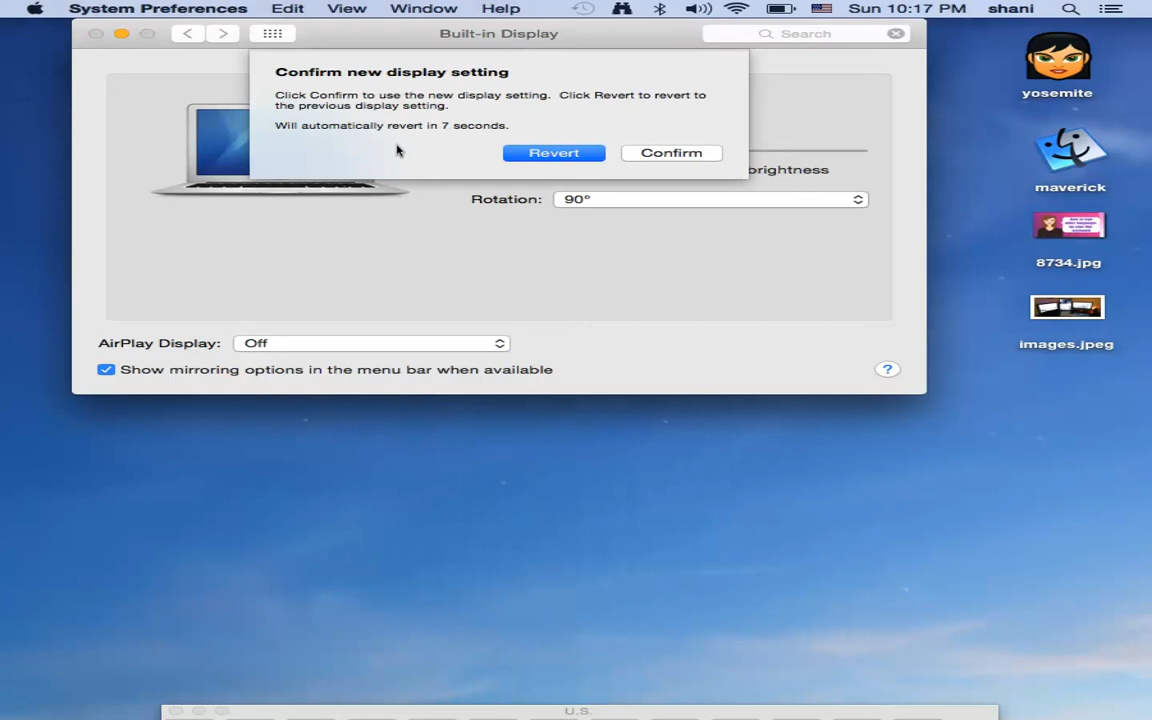 System Preferences Edit View Window Help Sun 10:17 PM shani
Built-in Display
Search
Confirm new display setting
Click Confirm to use the new display setting. Click Revert to revert to
the previous display setting.
Will automatically revert in 7 seconds.
Revert
Confirm
brightness
Rotation: 90°
AirPlay Display: Off
Show mirroring options in the menu bar when available
?
yosemite
maverick
8734.jpg
images.jpeg
U.S.